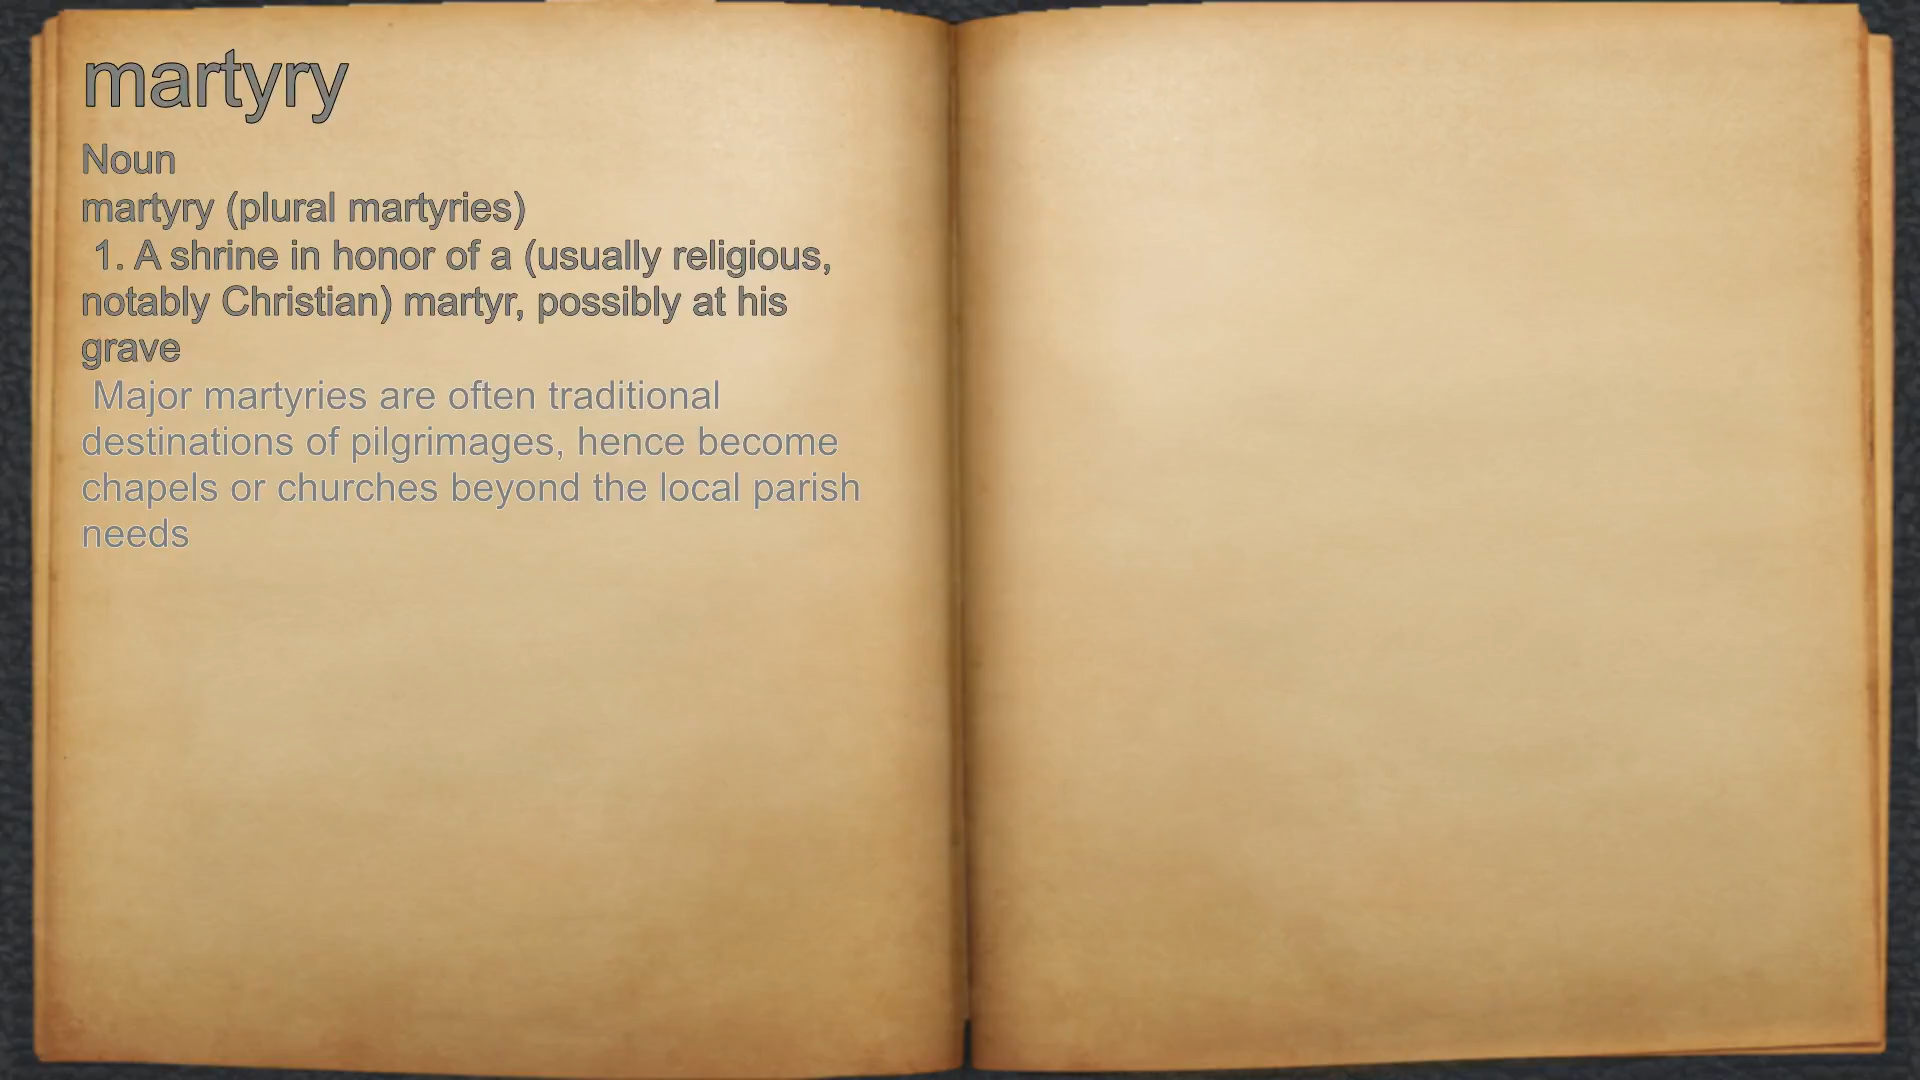 martyry
Noun
martyry (plural martyries)
1. A shrine in honor of a (usually religious,
notably Christian) martyr, possibly at his
grave
Major martyries are often traditional
destinations of pilgrimages, hence become
chapels or churches beyond the local parish
needs